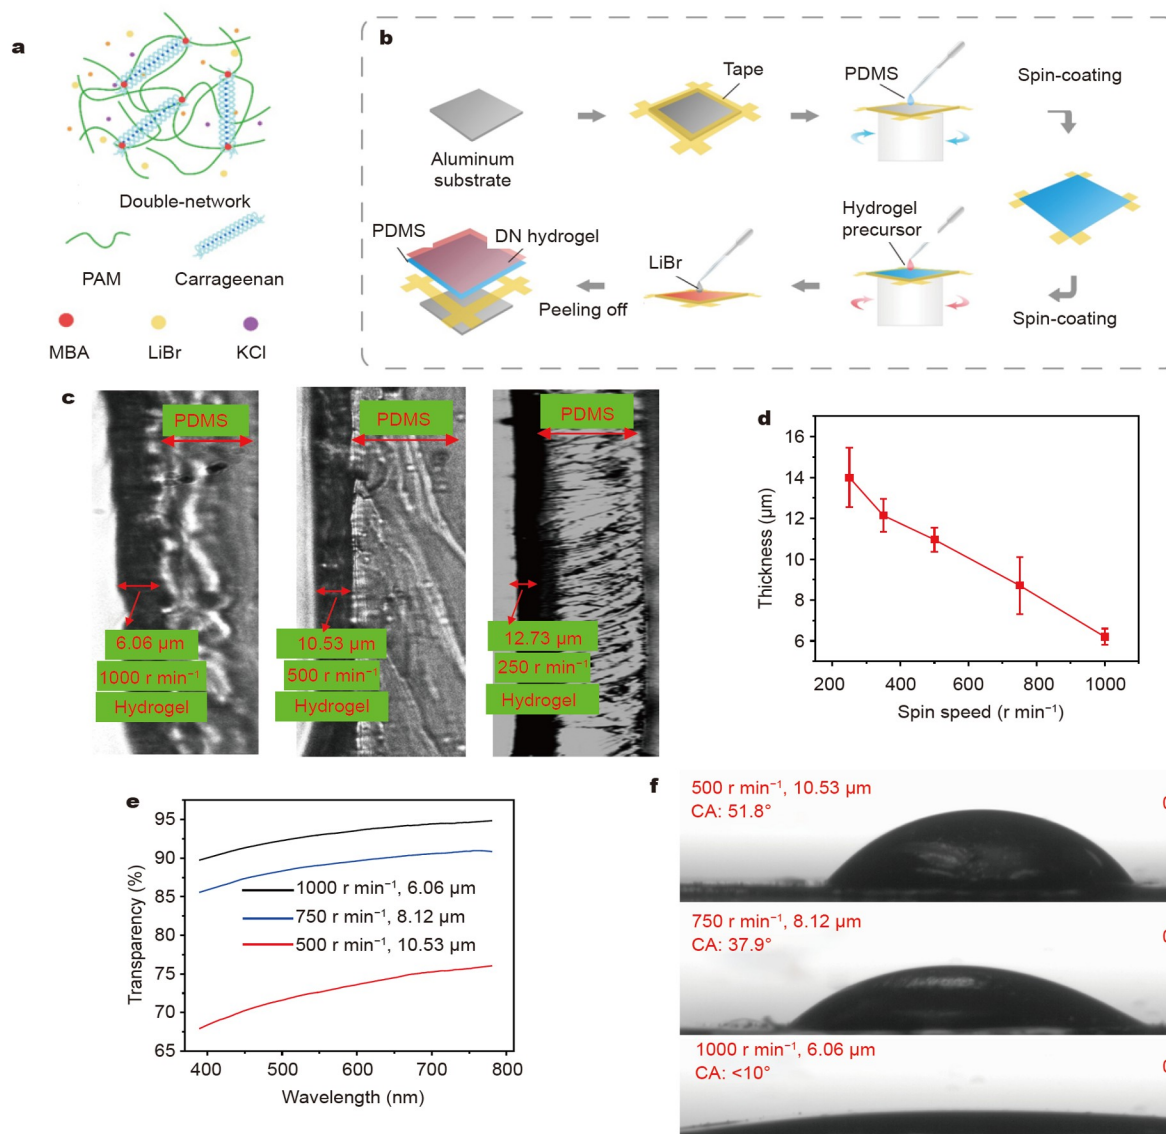 a
Double-network
PAM
Carrageenan
MBA
LiBr
KCl
b
Aluminum
substrate
Tape
PDMS
Spin-coating
Hydrogel
precursor
Spin-coating
LiBr
Peeling off
PDMS
DN hydrogel
c
PDMS
6.06 µm
1000 r min⁻¹
Hydrogel
PDMS
10.53 µm
500 r min⁻¹
Hydrogel
PDMS
12.73 µm
250 r min⁻¹
Hydrogel
d
Thickness (µm)
16
14
12
10
8
6
200
400
600
800
1000
Spin speed (r min⁻¹)
e
Transparency (%)
95
90
85
80
75
70
65
1000 r min⁻¹, 6.06 µm
750 r min⁻¹, 8.12 µm
500 r min⁻¹, 10.53 µm
400
500
600
700
800
Wavelength (nm)
f
500 r min⁻¹, 10.53 µm
CA: 51.8°
750 r min⁻¹, 8.12 µm
CA: 37.9°
1000 r min⁻¹, 6.06 µm
CA: <10°